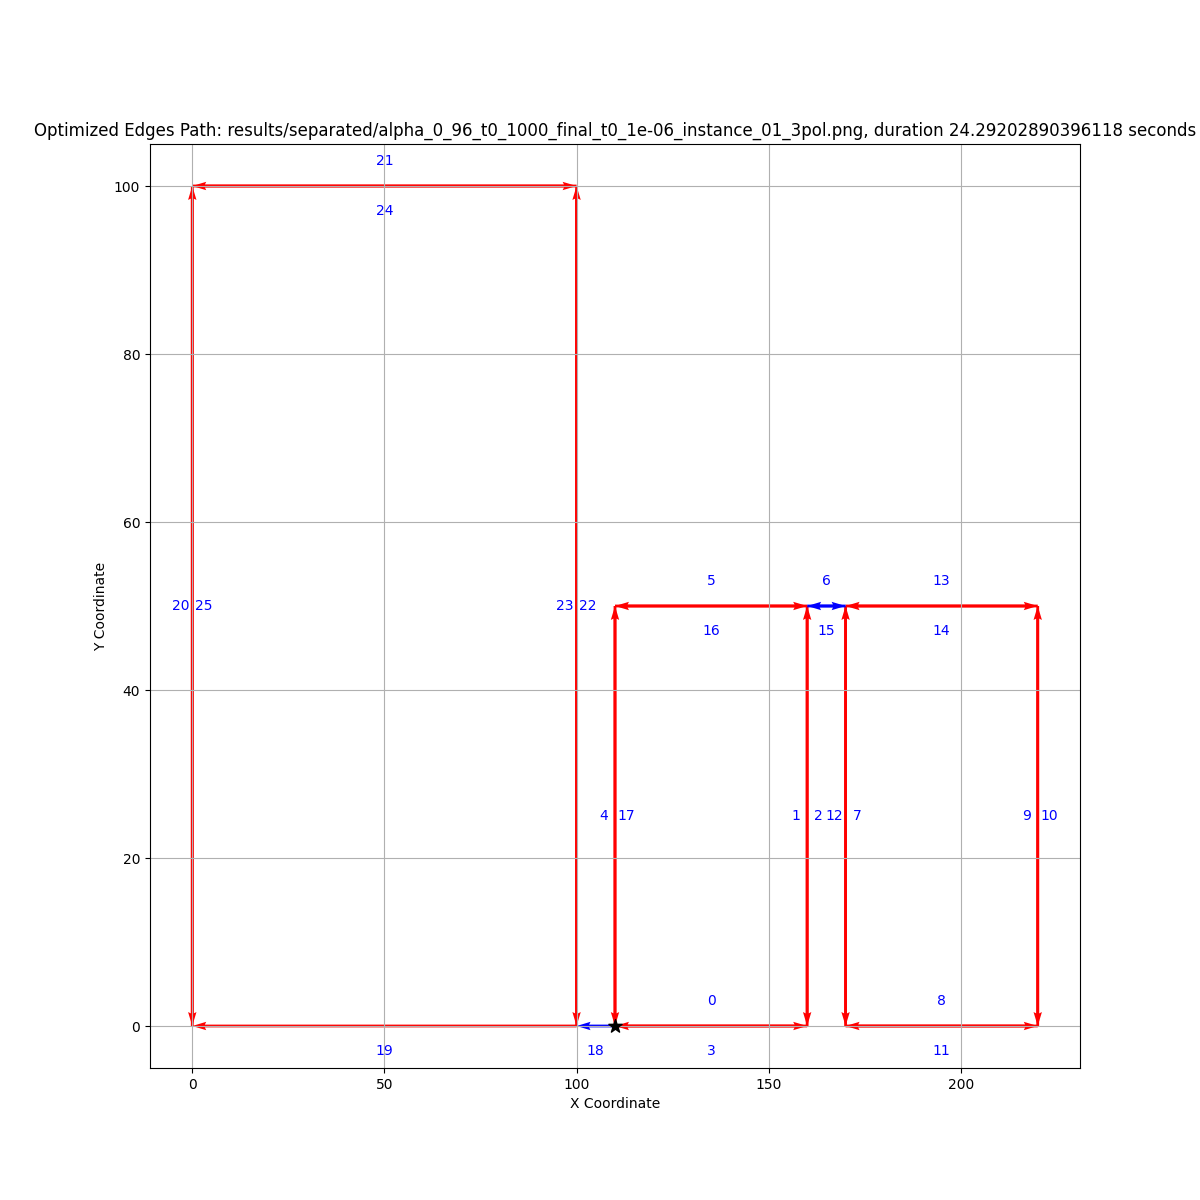 Optimized Edges Path: results/separated/alpha_0_96_t0_1000_final_t0_1e-06_instance_01_3pol.png, duration 24.29202890396118 seconds
21
100
24
80
60
5 6 13
20 25 23 22
16 15 14
40
4 17 1 2 12 7 9 10
20
0 8
0
19 18 3 11
0 50 100 150 200
X Coordinate
Y Coordinate